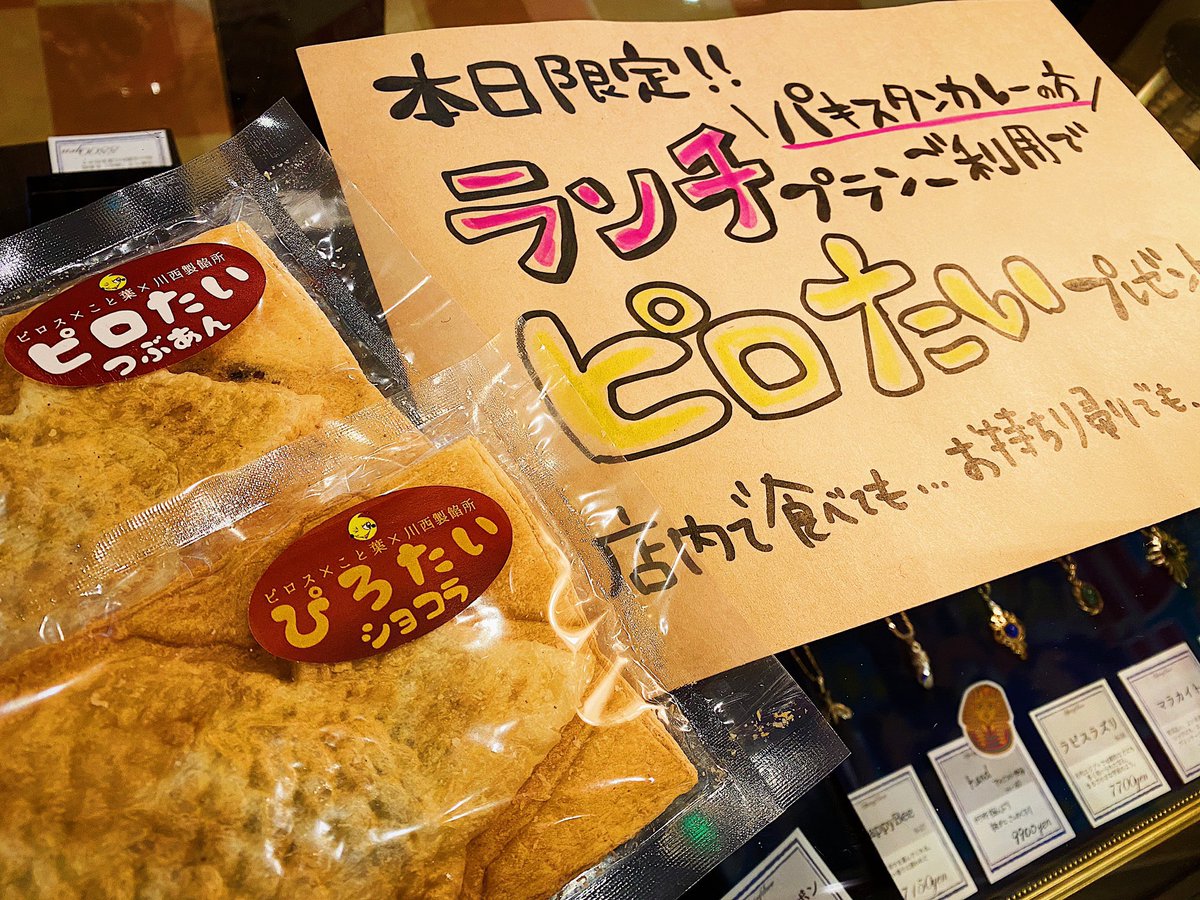 本日限定!!
\パキスタンカレーの方/
ランチプランご利用で
ピロたいプレゼント
店内で食べても…お持ち帰りでも、
ピロス×こと葉×川西製餡所
ピロたい
つぶあん
ピロス×こと葉×川西製餡所
ぴろたい
ショコラ
ラピスラズリ
7700yen
マラカイト
9900yen
HappyBee
7150yen